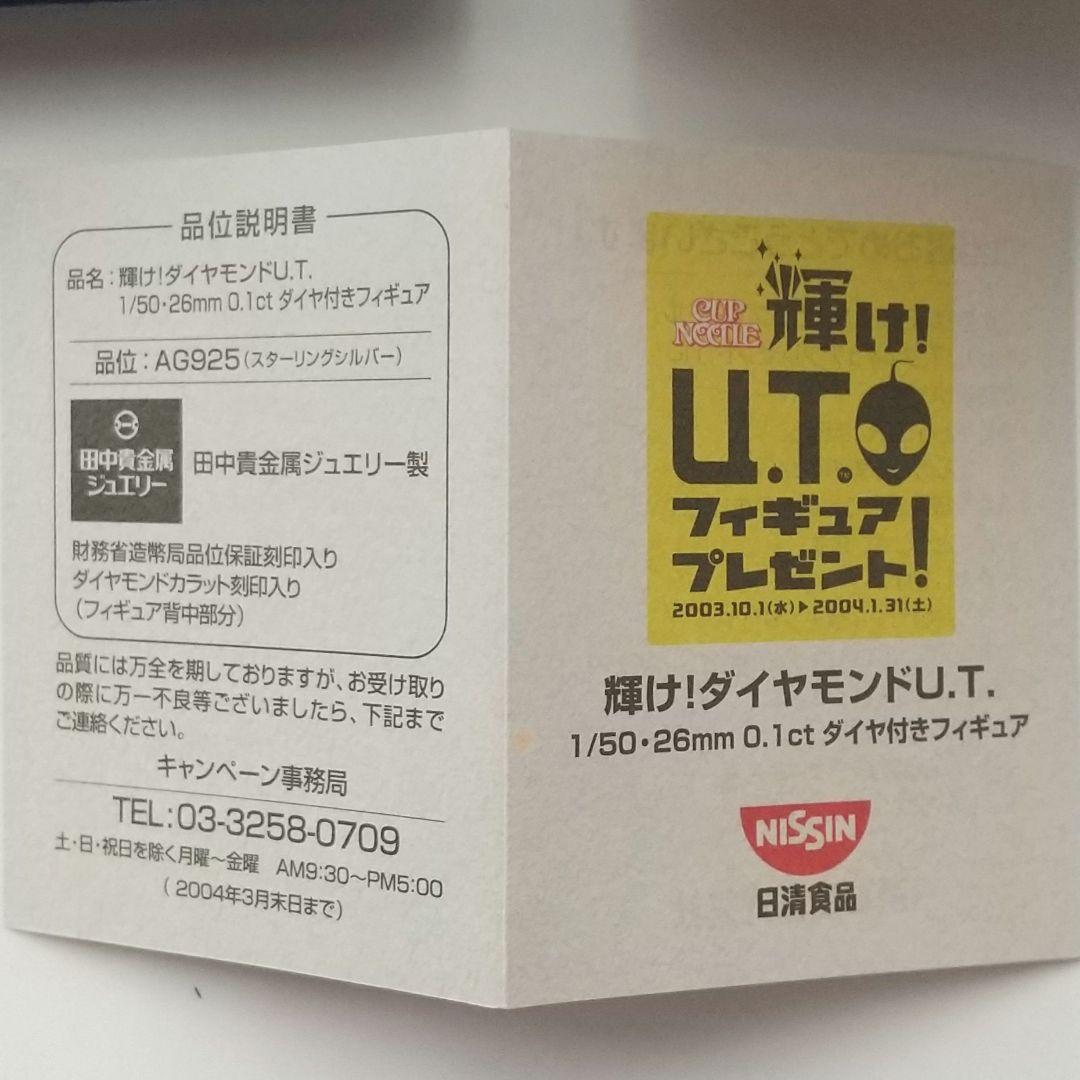 品位説明書
品名：輝け!ダイヤモンドU.T.
1/50・26mm 0.1ct ダイヤ付きフィギュア
品位：AG925（スターリングシルバー）
田中貴金属
ジュエリー
田中貴金属ジュエリー製
財務省造幣局品位保証刻印入り
ダイヤモンドカラット刻印入り
（フィギュア背中部分）
品質には万全を期しておりますが、お受け取り
の際に万一不良等ございましたら、下記まで
ご連絡ください。
キャンペーン事務局
TEL:03-3258-0709
土・日・祝日を除く月曜～金曜 AM9:30～PM5:00
（2004年3月末日まで）
CUP
NOODLE
輝け!
U.T.
TM
フィギュア
プレゼント!
2003.10.1(水)▶2004.1.31(土)
輝け!ダイヤモンドU.T.
1/50・26mm 0.1ct ダイヤ付きフィギュア
NISSIN
日清食品